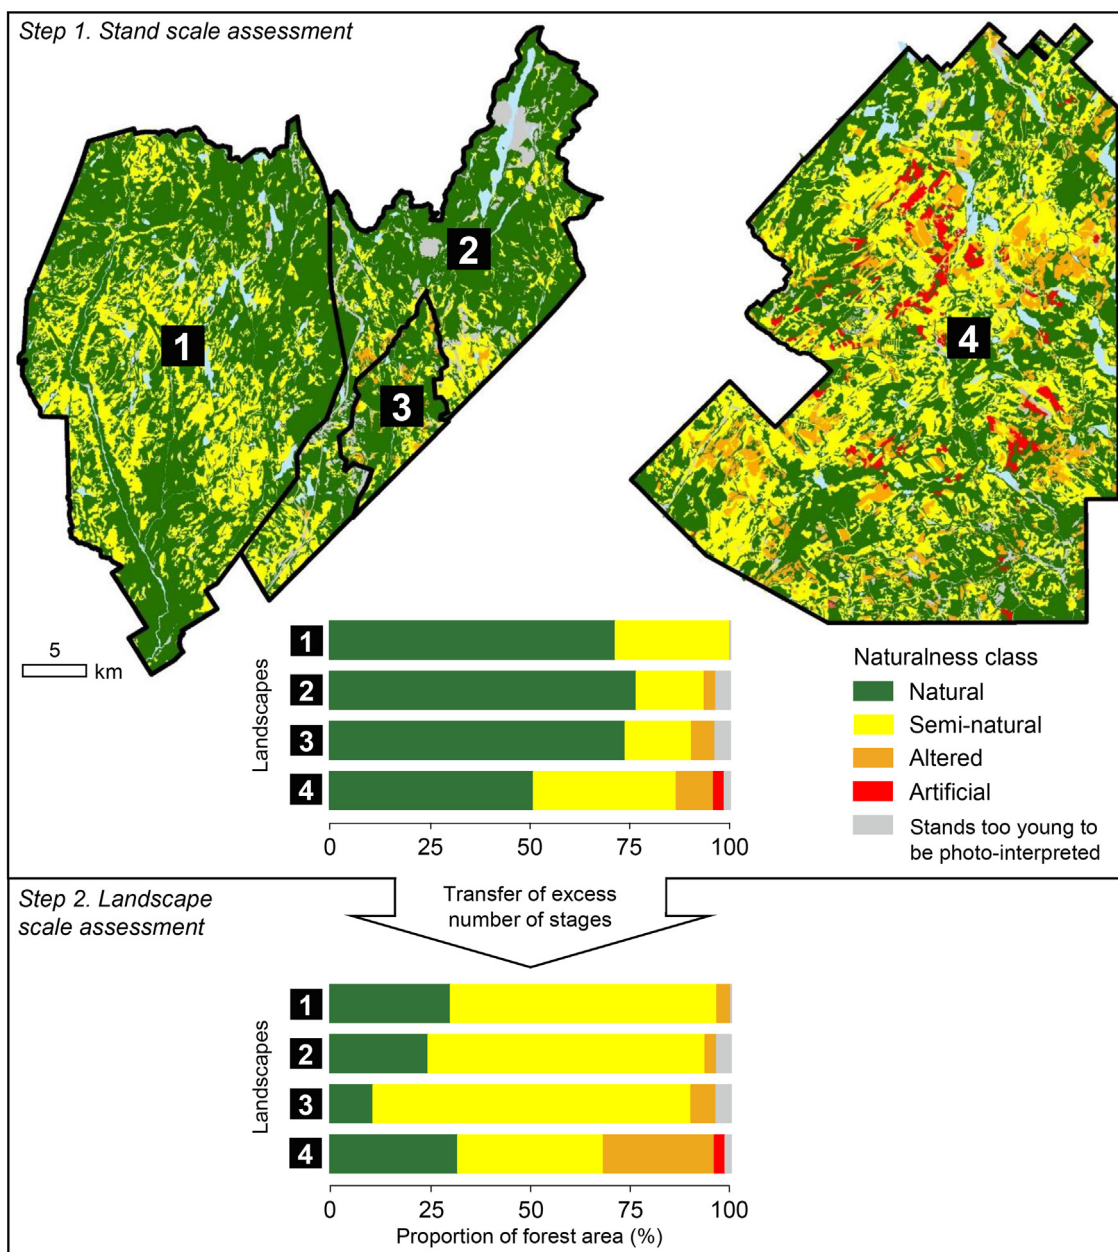 Step 1. Stand scale assessment
1
2
3
4
5
km
Landscapes
1
2
3
4
0 25 50 75 100
Naturalness class
Natural
Semi-natural
Altered
Artificial
Stands too young to
be photo-interpreted
Step 2. Landscape
scale assessment
Transfer of excess
number of stages
Landscapes
1
2
3
4
0 25 50 75 100
Proportion of forest area (%)